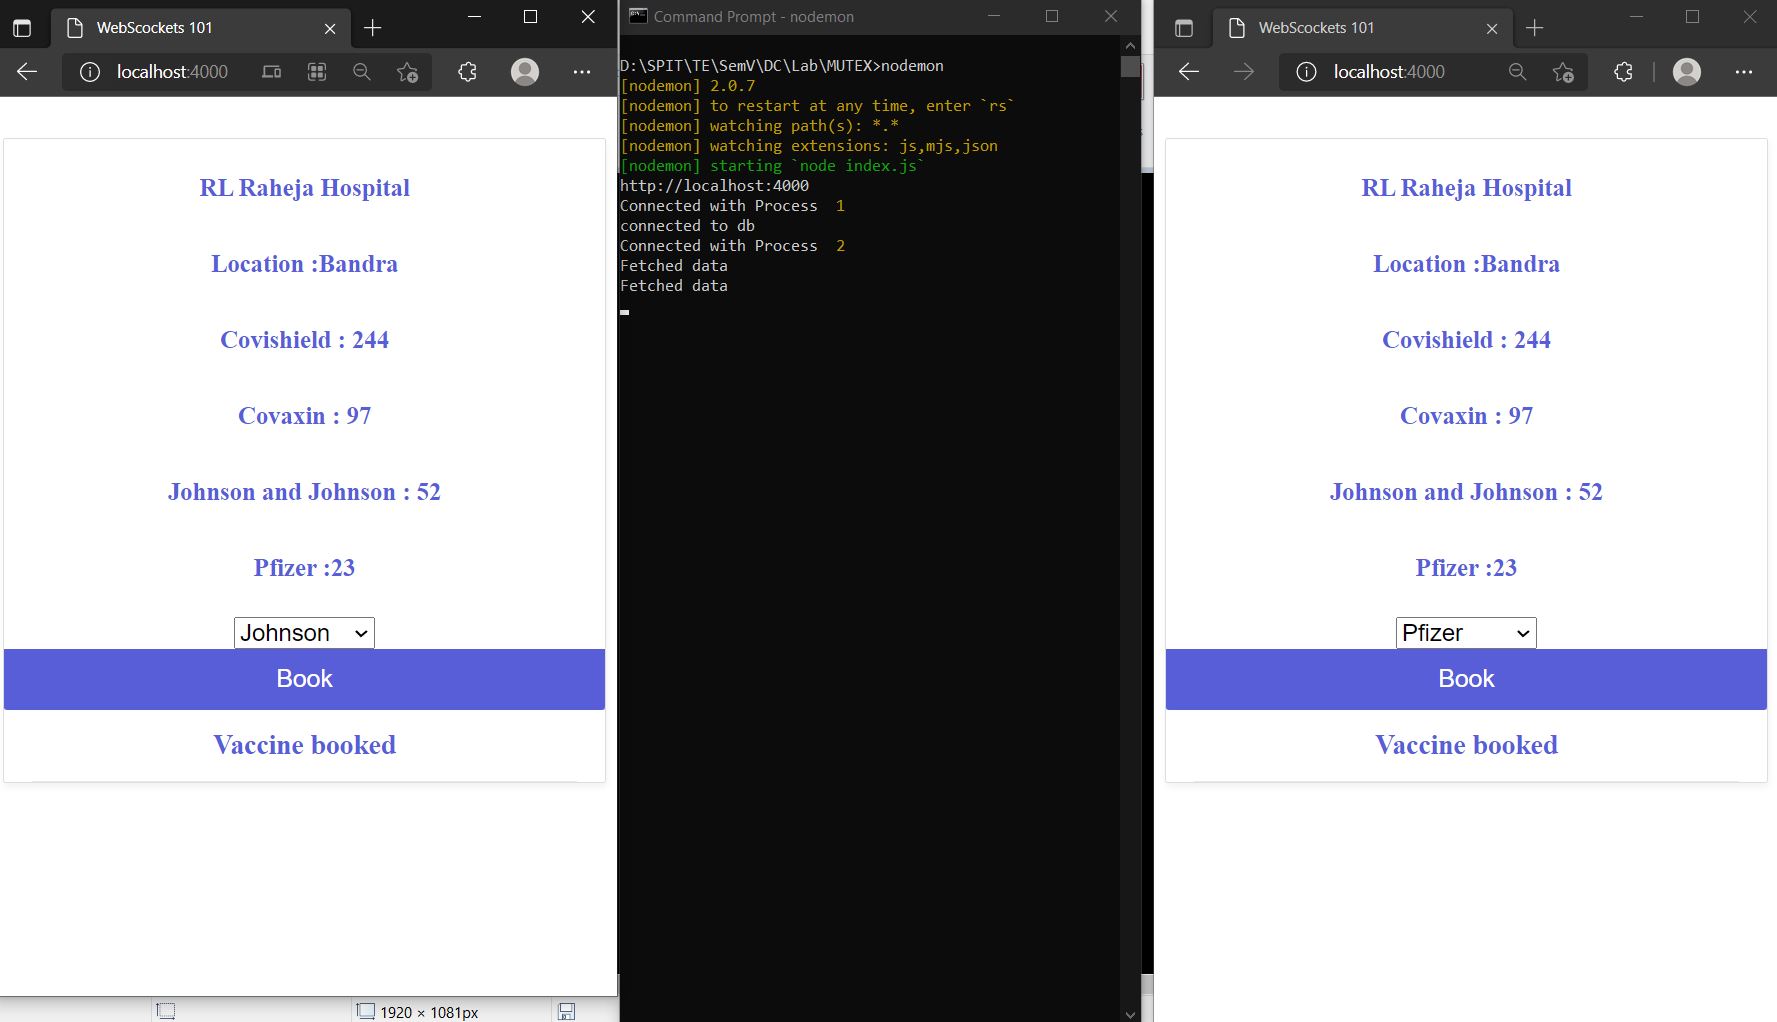 WebScockets 101
localhost:4000
RL Raheja Hospital
Location :Bandra
Covishield : 244
Covaxin : 97
Johnson and Johnson : 52
Pfizer :23
Johnson
Book
Vaccine booked
1920 × 1081px
Command Prompt - nodemon
D:\SPIT\TE\SemV\DC\Lab\MUTEX>nodemon
[nodemon] 2.0.7
[nodemon] to restart at any time, enter `rs`
[nodemon] watching path(s): *.*
[nodemon] watching extensions: js,mjs,json
[nodemon] starting `node index.js`
http://localhost:4000
Connected with Process  1
connected to db
Connected with Process  2
Fetched data
Fetched data
WebScockets 101
localhost:4000
RL Raheja Hospital
Location :Bandra
Covishield : 244
Covaxin : 97
Johnson and Johnson : 52
Pfizer :23
Pfizer
Book
Vaccine booked